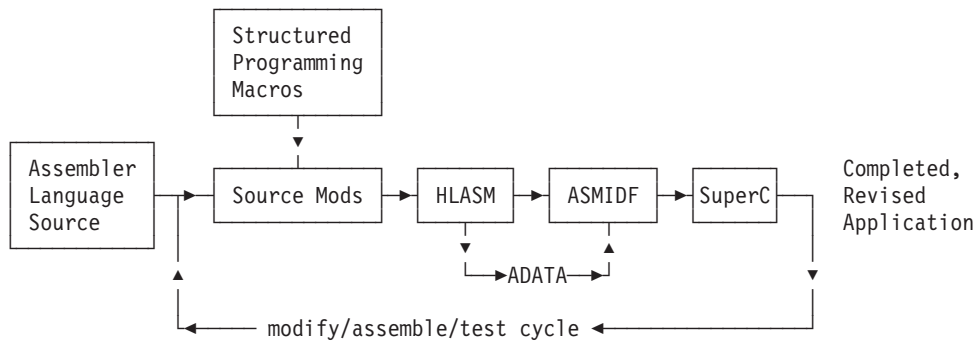 Structured
Programming
Macros
Assembler
Language
Source
Source Mods
HLASM
ASMIDF
SuperC
Completed,
Revised
Application
ADATA
modify/assemble/test cycle